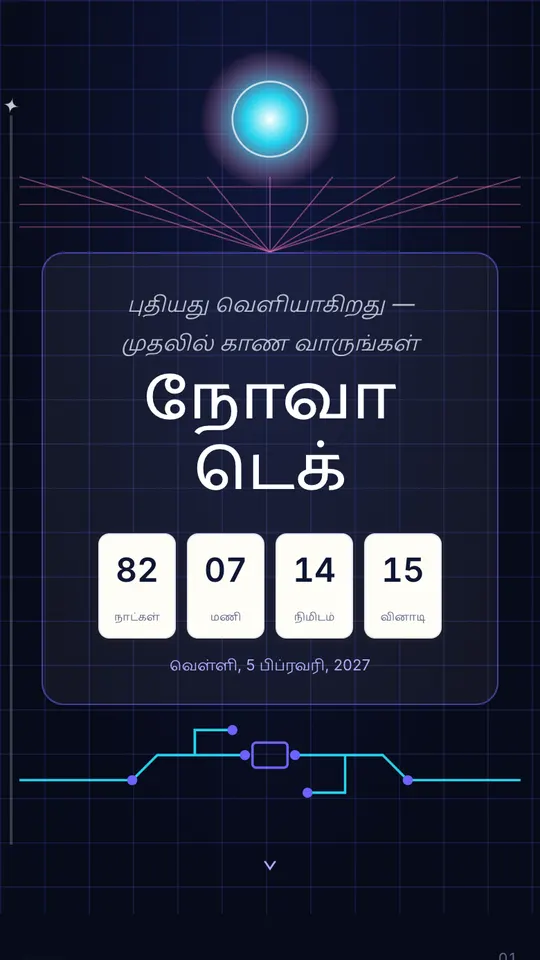 புதியது வெளியாகிறது —
முதலில் காண வாருங்கள்
நோவா
டெக்
82 07 14 15
நாட்கள் மணி நிமிடம் வினாடி
வெள்ளி, 5 பிப்ரவரி, 2027
01